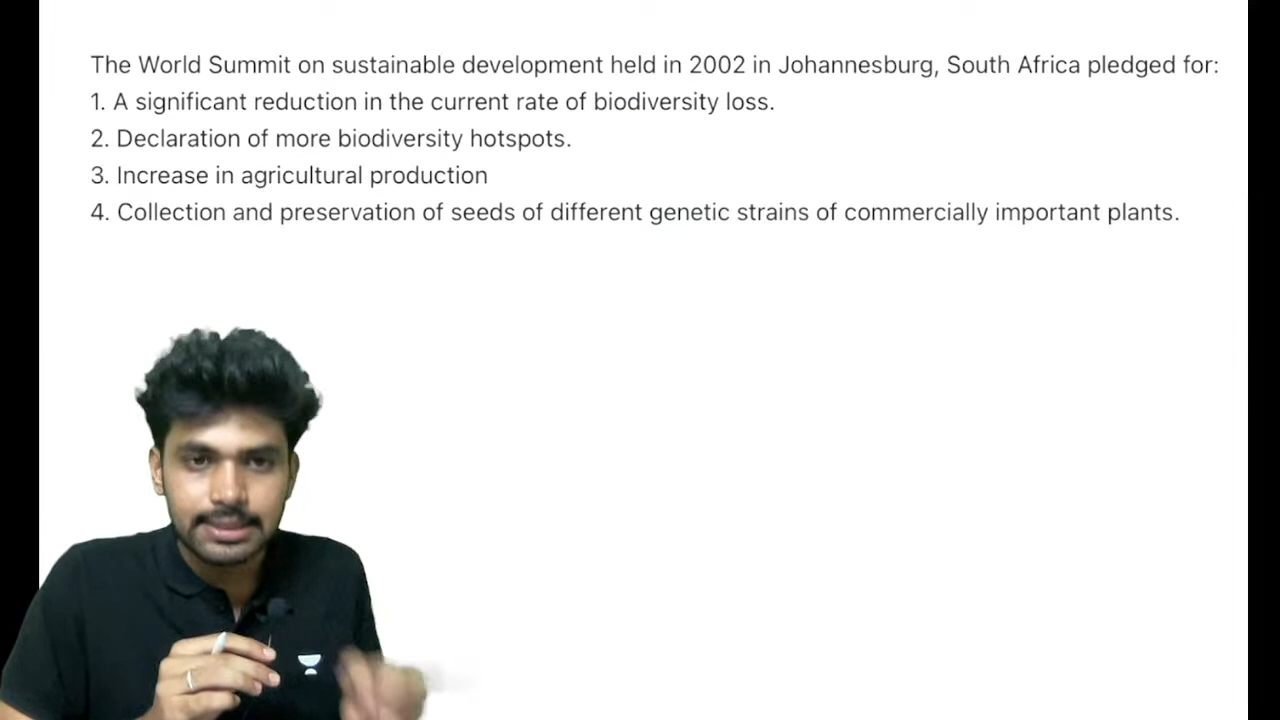 The World Summit on sustainable development held in 2002 in Johannesburg, South Africa pledged for:
1. A significant reduction in the current rate of biodiversity loss.
2. Declaration of more biodiversity hotspots.
3. Increase in agricultural production
4. Collection and preservation of seeds of different genetic strains of commercially important plants.